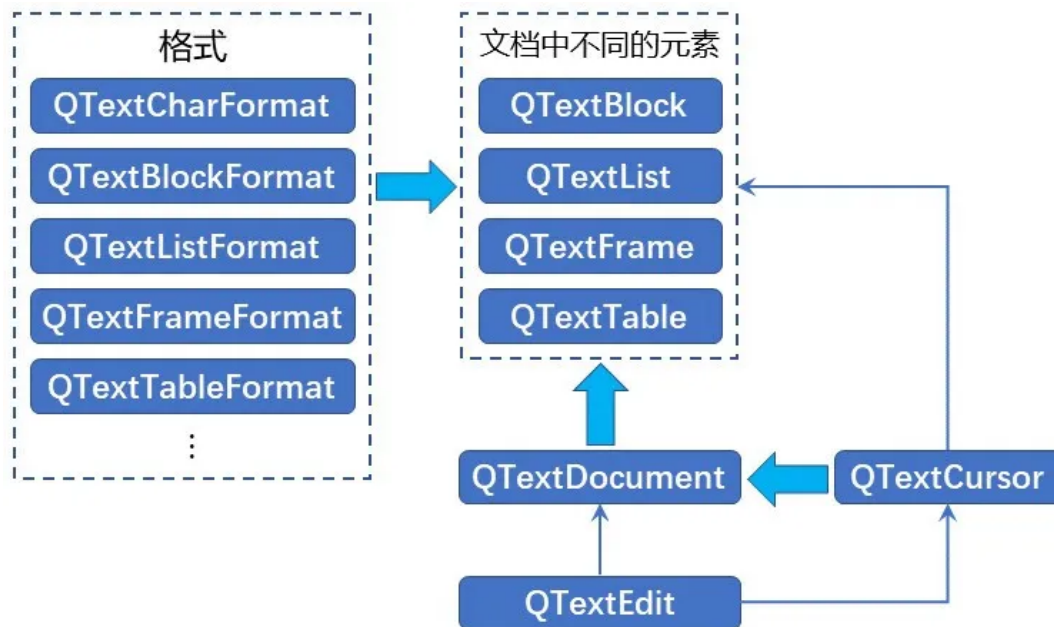 格式
QTextCharFormat
QTextBlockFormat
QTextListFormat
QTextFrameFormat
QTextTableFormat
⋮
文档中不同的元素
QTextBlock
QTextList
QTextFrame
QTextTable
QTextDocument
QTextCursor
QTextEdit